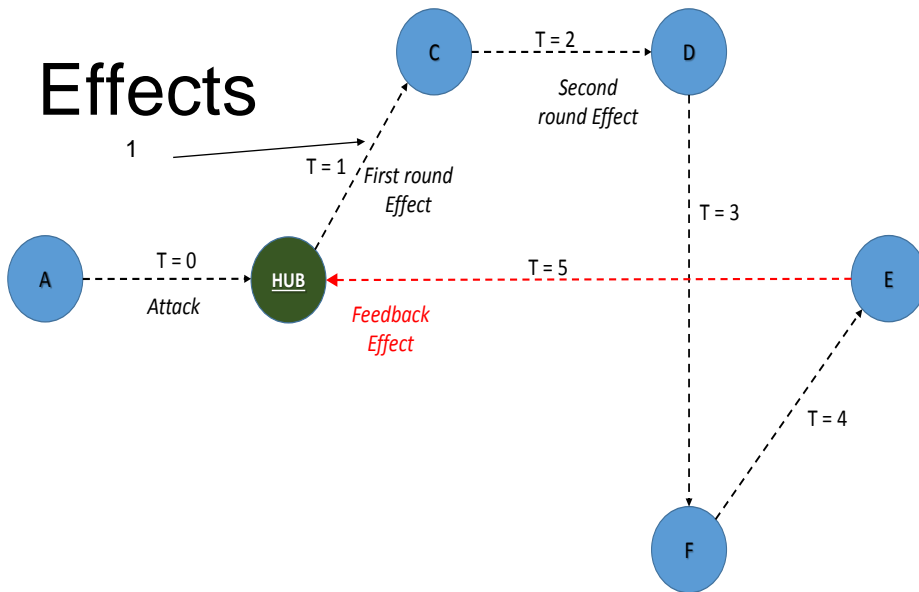 Effects
1
C
T = 2
D
Second
round Effect
T = 1
First round
Effect
T = 3
A
T = 0
Attack
HUB
T = 5
E
Feedback
Effect
T = 4
F